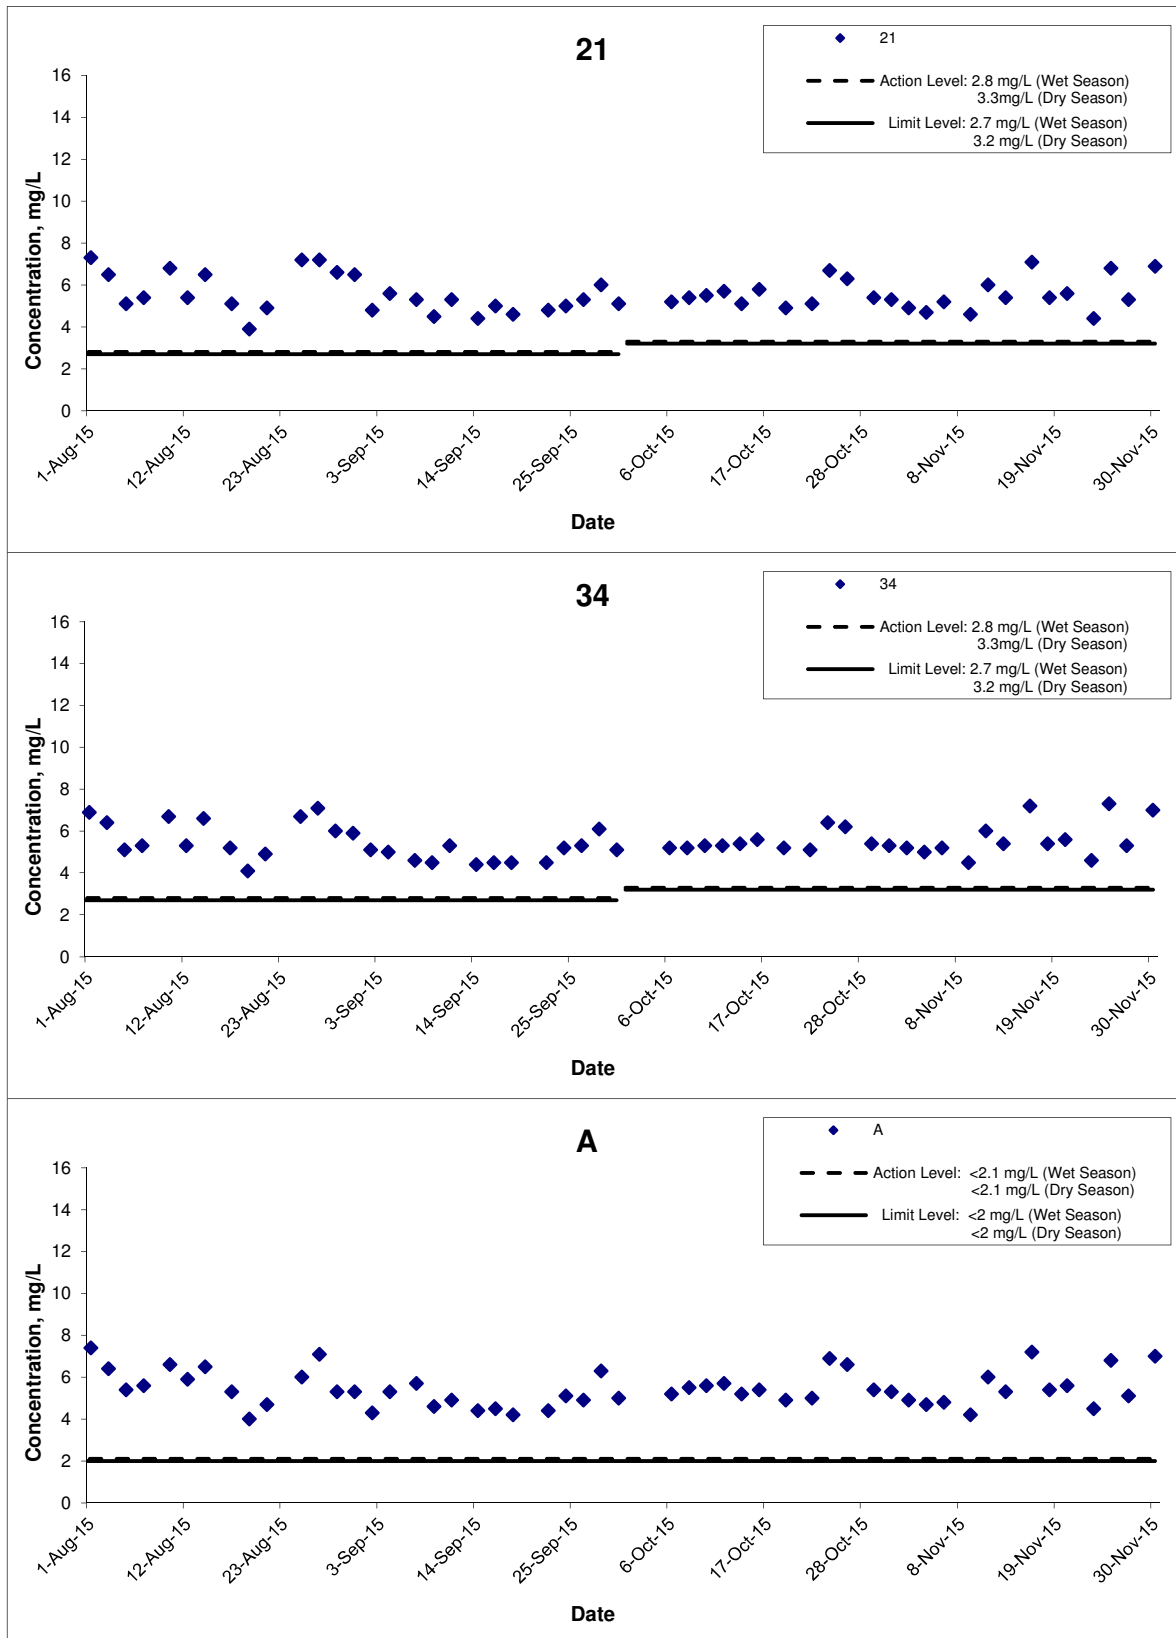 21
21
Action Level: 2.8 mg/L (Wet Season)
3.3mg/L (Dry Season)
Limit Level: 2.7 mg/L (Wet Season)
3.2 mg/L (Dry Season)
Concentration, mg/L
16
14
12
10
8
6
4
2
0
1-Aug-15
12-Aug-15
23-Aug-15
3-Sep-15
14-Sep-15
25-Sep-15
6-Oct-15
17-Oct-15
28-Oct-15
8-Nov-15
19-Nov-15
30-Nov-15
Date
34
34
Action Level: 2.8 mg/L (Wet Season)
3.3mg/L (Dry Season)
Limit Level: 2.7 mg/L (Wet Season)
3.2 mg/L (Dry Season)
Concentration, mg/L
16
14
12
10
8
6
4
2
0
1-Aug-15
12-Aug-15
23-Aug-15
3-Sep-15
14-Sep-15
25-Sep-15
6-Oct-15
17-Oct-15
28-Oct-15
8-Nov-15
19-Nov-15
30-Nov-15
Date
A
A
Action Level: <2.1 mg/L (Wet Season)
<2.1 mg/L (Dry Season)
Limit Level: <2 mg/L (Wet Season)
<2 mg/L (Dry Season)
Concentration, mg/L
16
14
12
10
8
6
4
2
0
1-Aug-15
12-Aug-15
23-Aug-15
3-Sep-15
14-Sep-15
25-Sep-15
6-Oct-15
17-Oct-15
28-Oct-15
8-Nov-15
19-Nov-15
30-Nov-15
Date